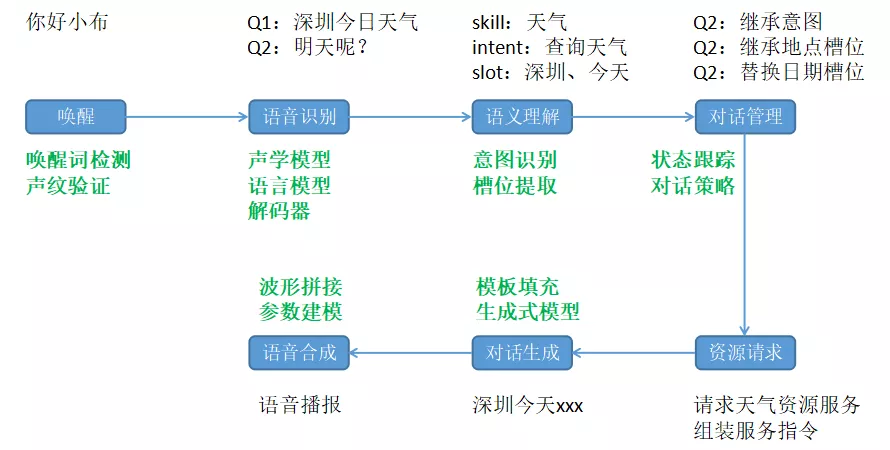 你好小布
Q1：深圳今日天气
Q2：明天呢？
skill：天气
intent：查询天气
slot：深圳、今天
Q2：继承意图
Q2：继承地点槽位
Q2：替换日期槽位
唤醒
语音识别
语义理解
对话管理
唤醒词检测
声纹验证
声学模型
语言模型
解码器
意图识别
槽位提取
状态跟踪
对话策略
波形拼接
参数建模
模板填充
生成式模型
语音合成
对话生成
资源请求
语音播报
深圳今天xxx
请求天气资源服务
组装服务指令